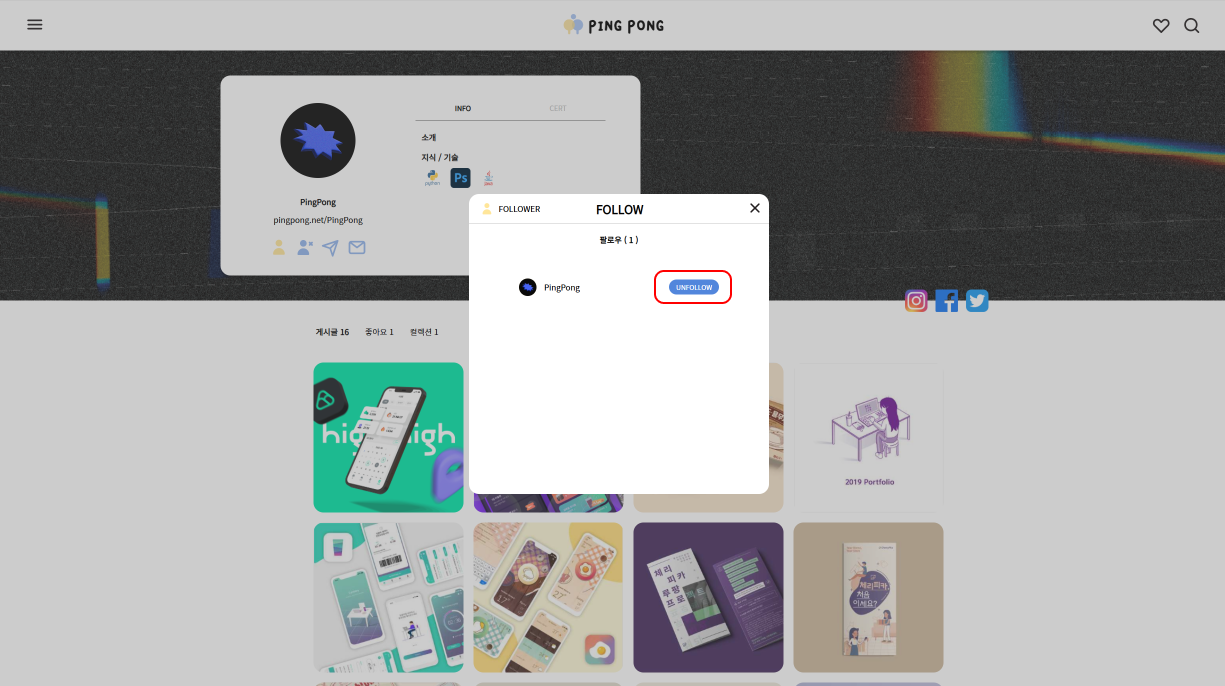 PING PONG
INFO
CERT
소개
지식 / 기술
python
Ps
Java
PingPong
pingpong.net/PingPong
FOLLOWER
FOLLOW
팔로우 ( 1 )
PingPong
UNFOLLOW
게시글 16
좋아요 1
컬렉션 1
2019 Portfolio
체리
피카
루팡
프로
체리피카,
처음
이세요?